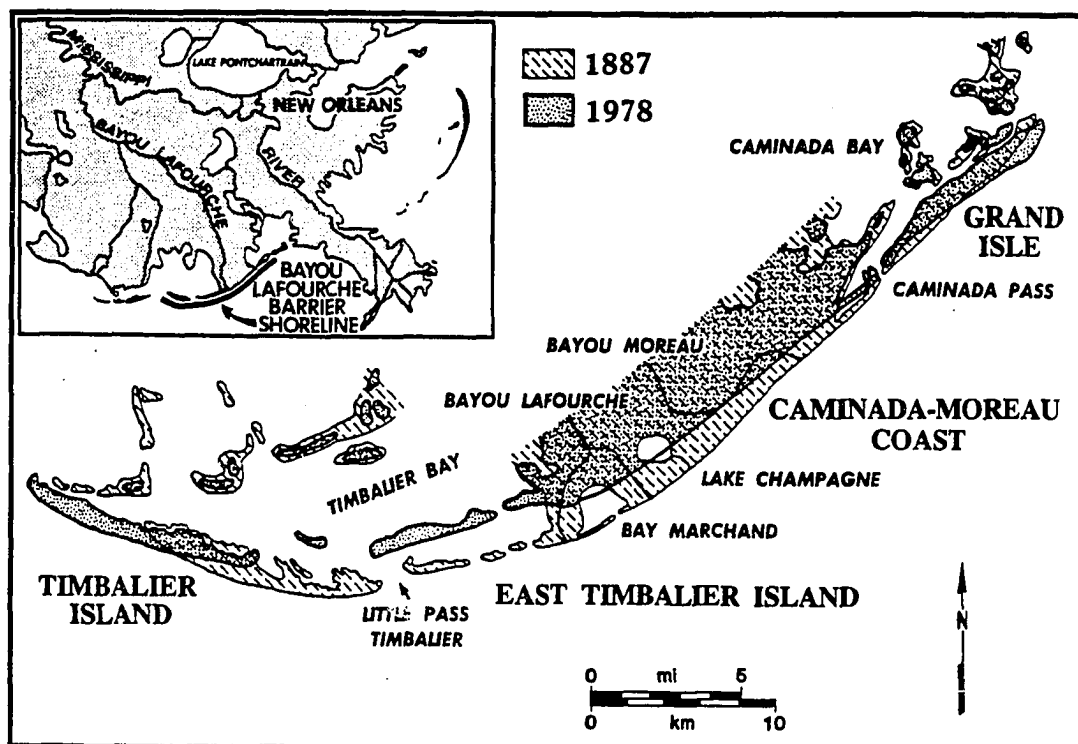 MISSISSIPPI
LAKE PONTCHARTRAIN
NEW ORLEANS
BAYOU LAFOURCHE
RIVER
BAYOU
LAFOURCHE
BARRIER
SHORELINE
1887
1978
CAMINADA BAY
GRAND
ISLE
CAMINADA PASS
BAYOU MOREAU
BAYOU LAFOURCHE
CAMINADA-MOREAU
COAST
LAKE CHAMPAGNE
TIMBALIER BAY
BAY MARCHAND
TIMBALIER
ISLAND
EAST TIMBALIER ISLAND
LITTLE PASS
TIMBALIER
N
0 mi 5
0 km 10